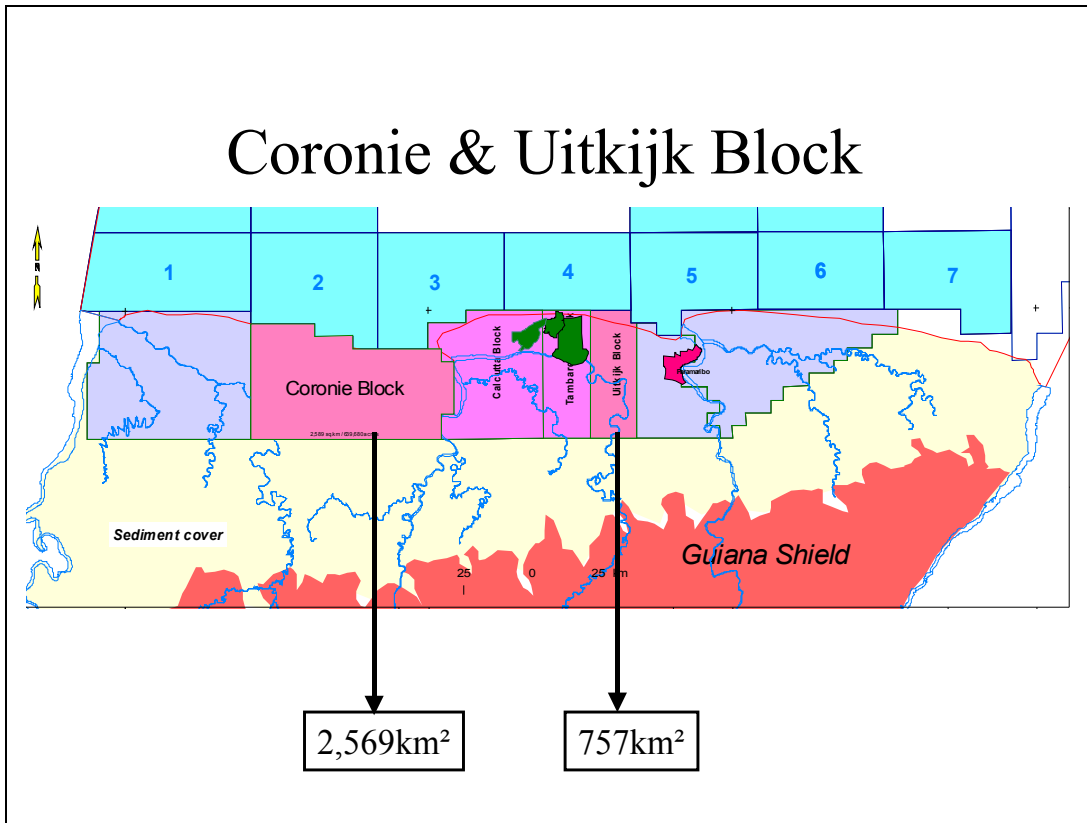 Coronie & Uitkijk Block
N
1
2
3
4
5
6
7
Coronie Block
Calcutta Block
Uitkijk Block
Sediment cover
Guiana Shield
25
0
25 km
2,569km²
757km²